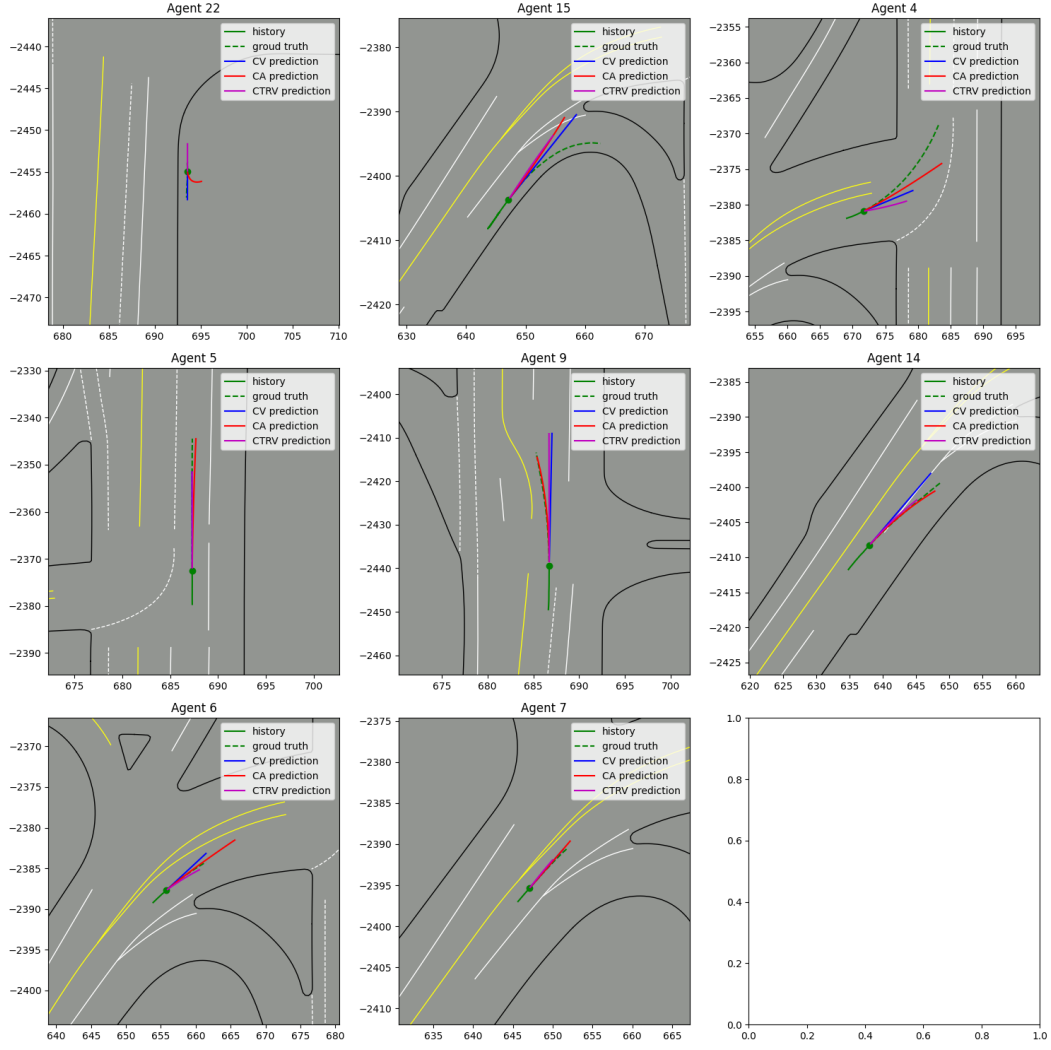 Agent 22
history
groud truth
CV prediction
CA prediction
CTRV prediction
−2440
−2445
−2450
−2455
−2460
−2465
−2470
680 685 690 695 700 705 710
Agent 15
history
groud truth
CV prediction
CA prediction
CTRV prediction
−2380
−2390
−2400
−2410
−2420
630 640 650 660 670
Agent 4
history
groud truth
CV prediction
CA prediction
CTRV prediction
−2355
−2360
−2365
−2370
−2375
−2380
−2385
−2390
−2395
655 660 665 670 675 680 685 690 695
Agent 5
history
groud truth
CV prediction
CA prediction
CTRV prediction
−2330
−2340
−2350
−2360
−2370
−2380
−2390
675 680 685 690 695 700
Agent 9
history
groud truth
CV prediction
CA prediction
CTRV prediction
−2400
−2410
−2420
−2430
−2440
−2450
−2460
675 680 685 690 695 700
Agent 14
history
groud truth
CV prediction
CA prediction
CTRV prediction
−2385
−2390
−2395
−2400
−2405
−2410
−2415
−2420
−2425
620 625 630 635 640 645 650 655 660
Agent 6
history
groud truth
CV prediction
CA prediction
CTRV prediction
−2370
−2375
−2380
−2385
−2390
−2395
−2400
640 645 650 655 660 665 670 675 680
Agent 7
history
groud truth
CV prediction
CA prediction
CTRV prediction
−2375
−2380
−2385
−2390
−2395
−2400
−2405
−2410
635 640 645 650 655 660 665
1.0
0.8
0.6
0.4
0.2
0.0
0.0 0.2 0.4 0.6 0.8 1.0